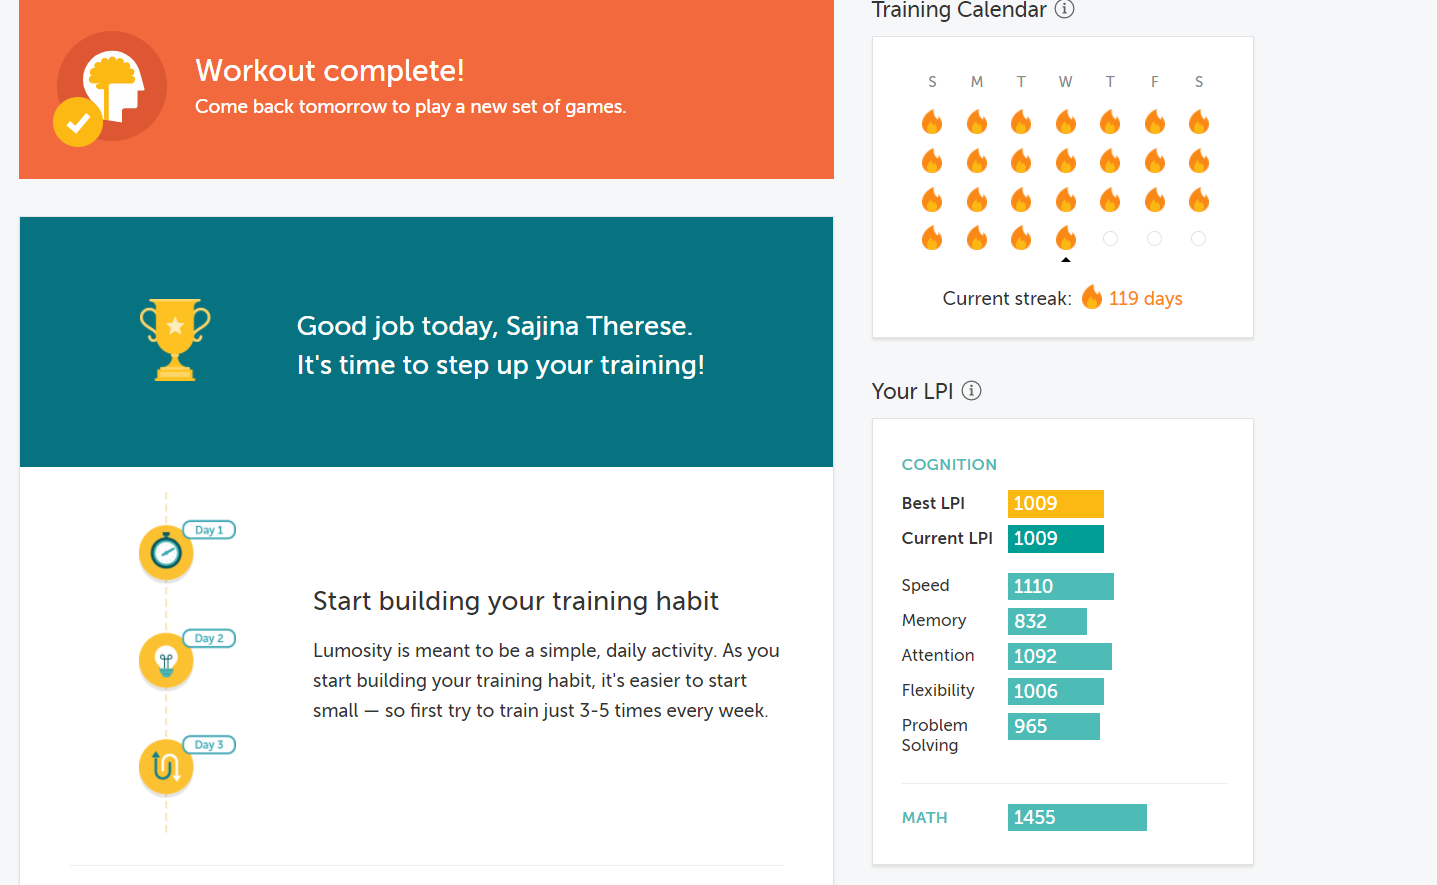 Workout complete!
Come back tomorrow to play a new set of games.
Good job today, Sajina Therese.
It's time to step up your training!
Day 1
Day 2
Day 3
Start building your training habit
Lumosity is meant to be a simple, daily activity. As you
start building your training habit, it's easier to start
small — so first try to train just 3-5 times every week.
Training Calendar
S M T W T F S
Current streak: 119 days
Your LPI
COGNITION
Best LPI 1009
Current LPI 1009
Speed 1110
Memory 832
Attention 1092
Flexibility 1006
Problem 965
Solving
MATH 1455